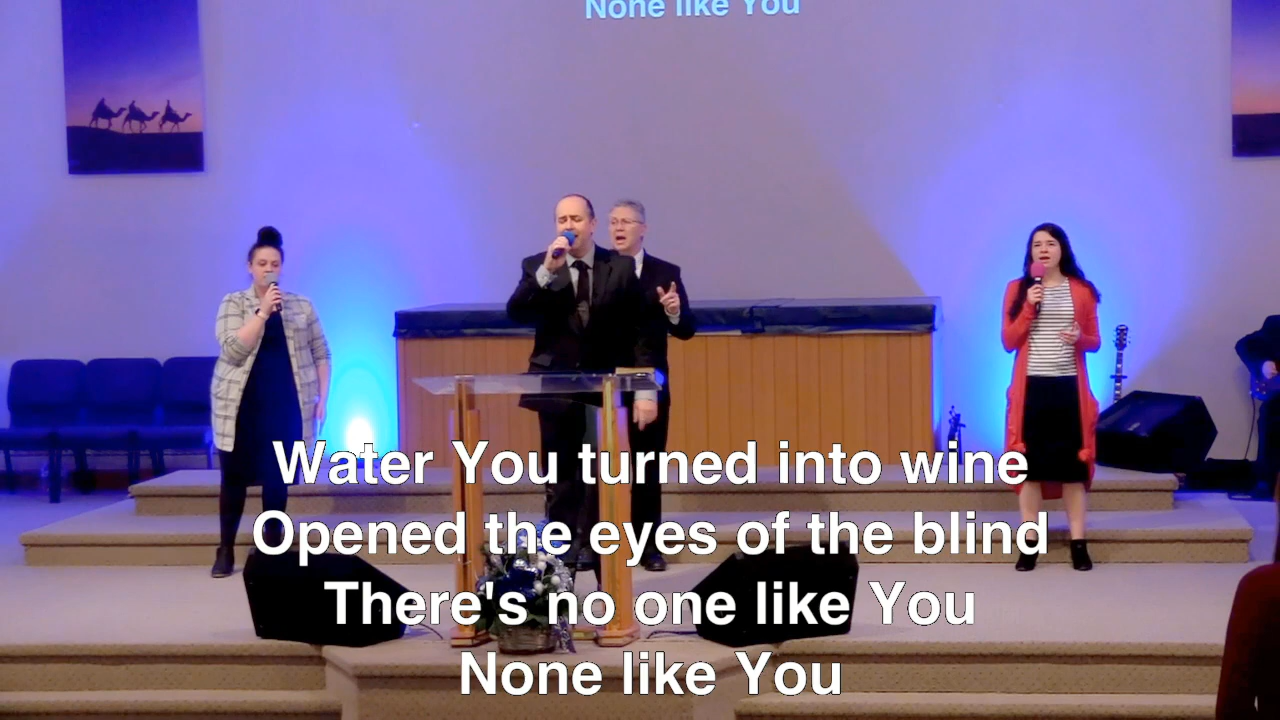 None like You
Water You turned into wine
Opened the eyes of the blind
There's no one like You
None like You